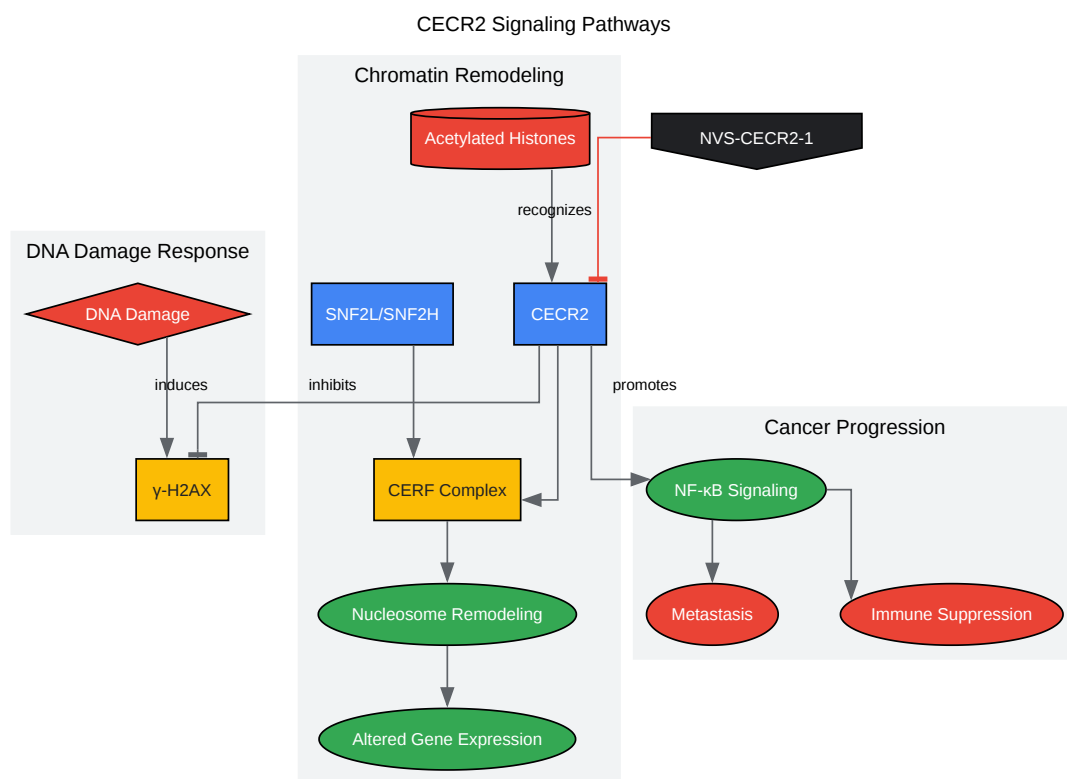 CECR2 Signaling Pathways
Chromatin Remodeling
Acetylated Histones
NVS-CECR2-1
recognizes
DNA Damage Response
DNA Damage
SNF2L/SNF2H
CECR2
induces
inhibits
promotes
Cancer Progression
γ-H2AX
CERF Complex
NF-κB Signaling
Nucleosome Remodeling
Metastasis
Immune Suppression
Altered Gene Expression